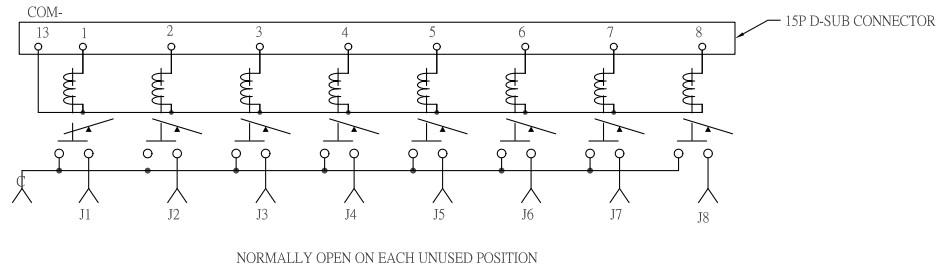 COM-
13 1 2 3 4 5 6 7 8
15P D-SUB CONNECTOR
C
J1 J2 J3 J4 J5 J6 J7 J8
NORMALLY OPEN ON EACH UNUSED POSITION